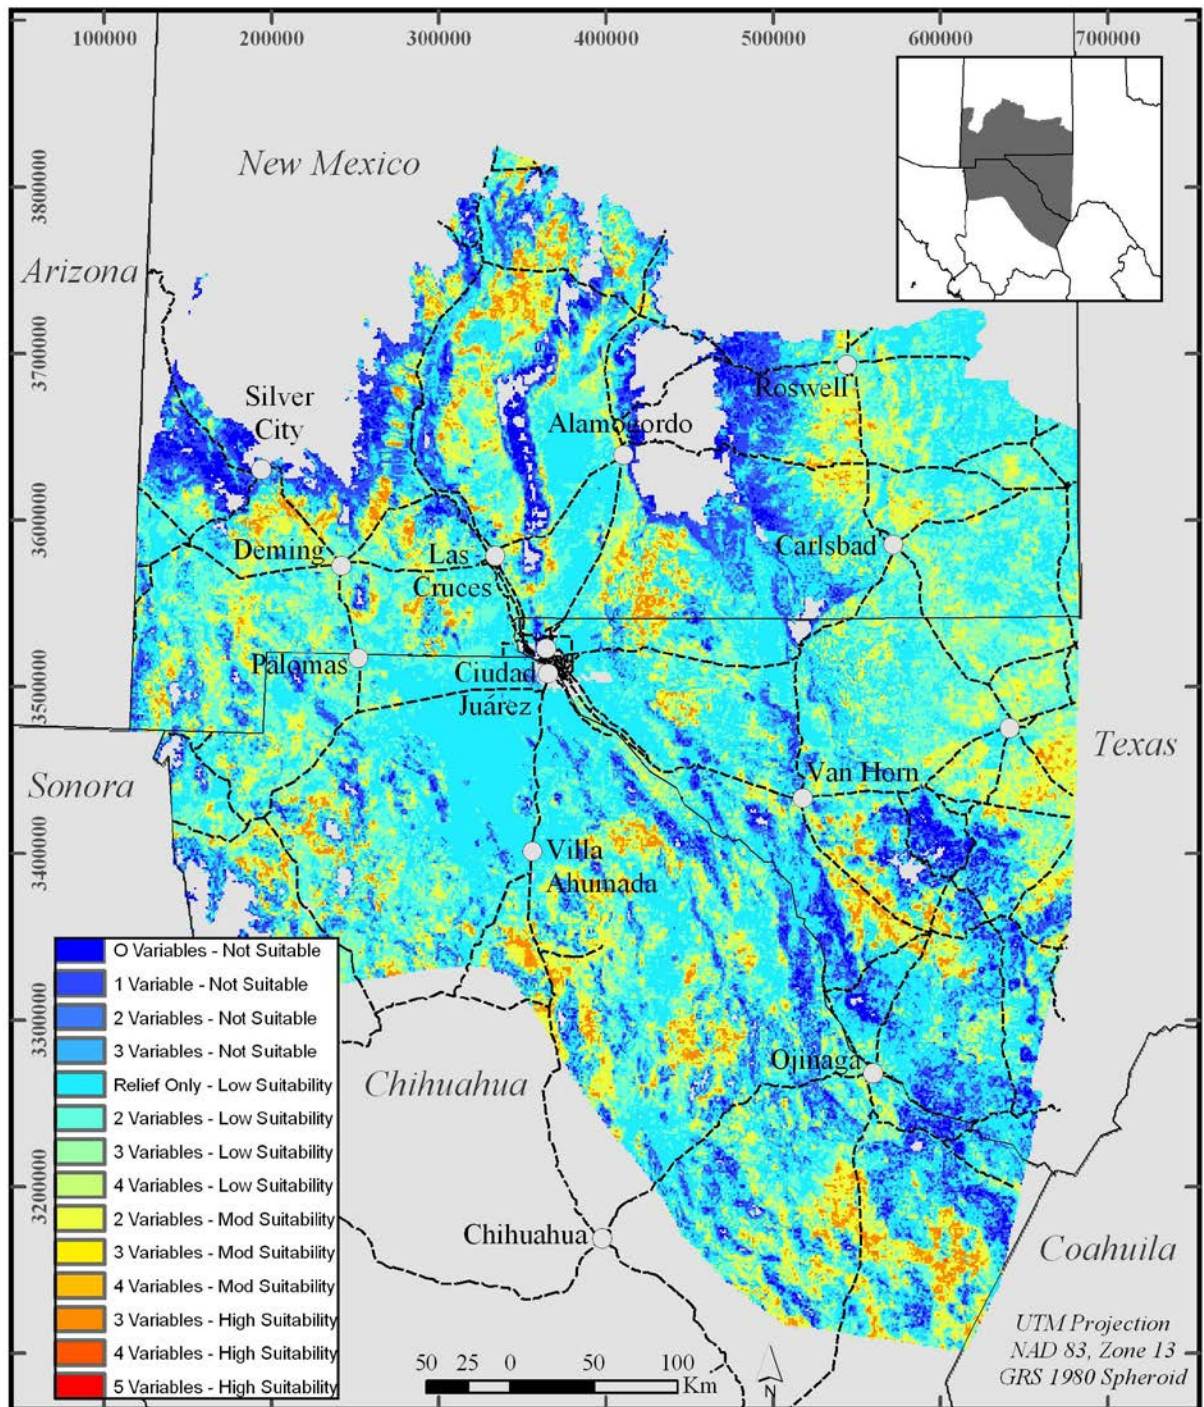 100000 200000 300000 400000 500000 600000 700000
3800000
3700000
3600000
3500000
3400000
3300000
3200000
New Mexico
Arizona
Silver
City
Alamogordo
Roswell
Deming
Las
Cruces
Carlsbad
Palomas
Ciudad
Juárez
Texas
Sonora
Van Horn
Villa
Ahumada
Ojinaga
Chihuahua
Chihuahua
Coahuila
0 Variables - Not Suitable
1 Variable - Not Suitable
2 Variables - Not Suitable
3 Variables - Not Suitable
Relief Only - Low Suitability
2 Variables - Low Suitability
3 Variables - Low Suitability
4 Variables - Low Suitability
2 Variables - Mod Suitability
3 Variables - Mod Suitability
4 Variables - Mod Suitability
3 Variables - High Suitability
4 Variables - High Suitability
5 Variables - High Suitability
50 25 0 50 100
Km
N
UTM Projection
NAD 83, Zone 13
GRS 1980 Spheroid